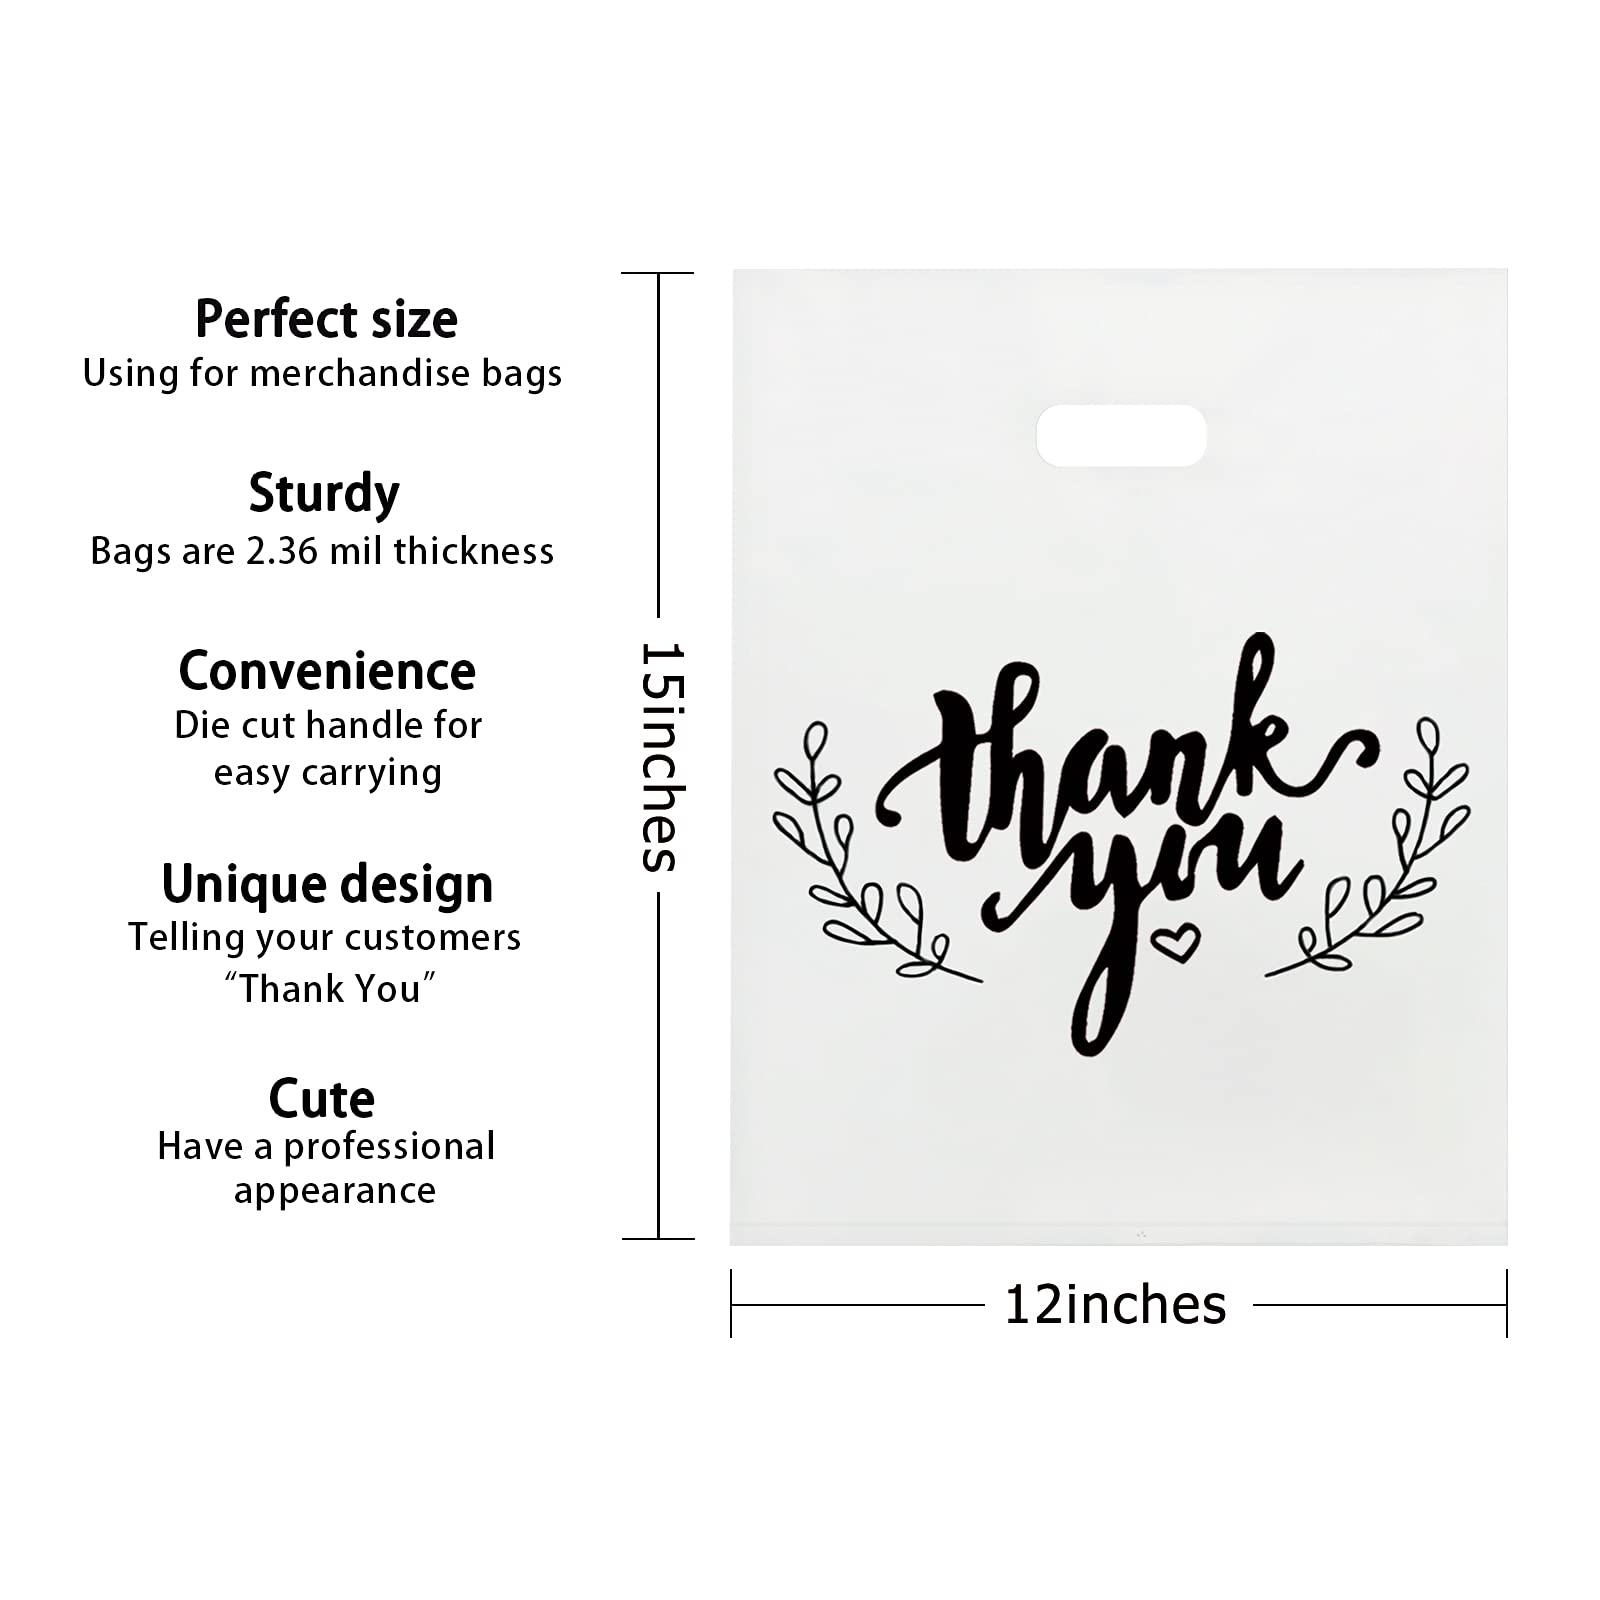 Perfect size
Using for merchandise bags
Sturdy
Bags are 2.36 mil thickness
Convenience
Die cut handle for
easy carrying
Unique design
Telling your customers
“Thank You”
Cute
Have a professional
appearance
15inches
thank
you
12inches